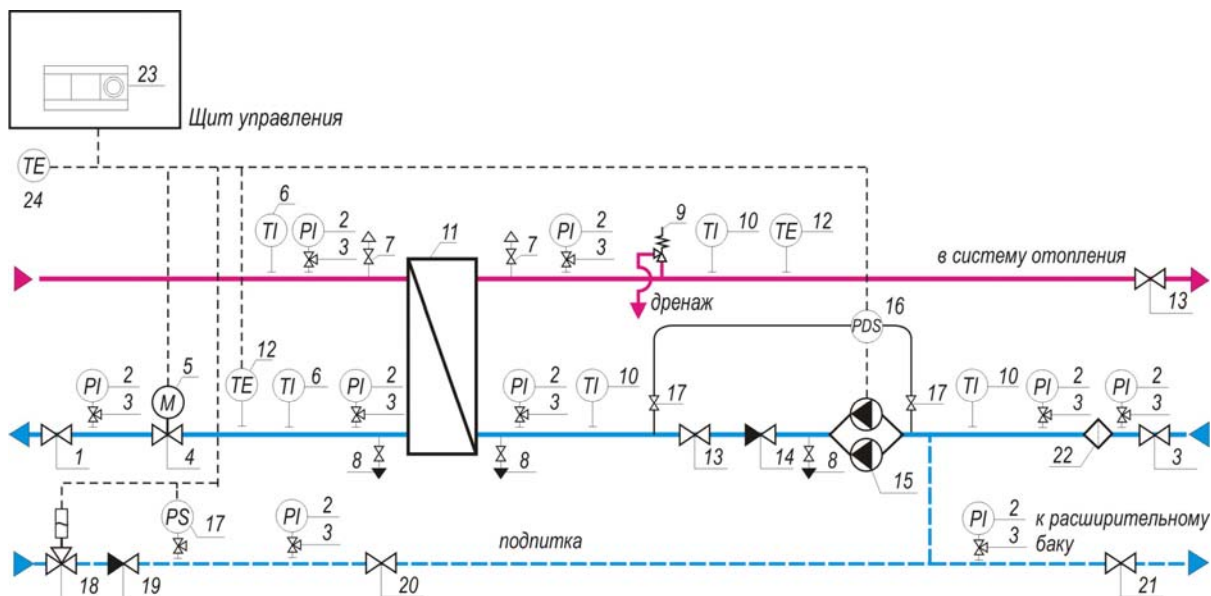 23
Щит управления
TE
24
6 2 9 10 12
TI PI 3 7 11 7 PI 2 3 TI TE
в систему отопления
13
дренаж
16
PDS
5 12 6 2 2 10 10 2 2
PI 2 3 M TE TI PI 3 PI 3 TI 17 17 TI PI 3 PI 3
1 4 8 8 13 14 8 15 22 3
PS 17 PI 2 3
подпитка
PI 2 3
к расширительному
баку
18 19 20 21